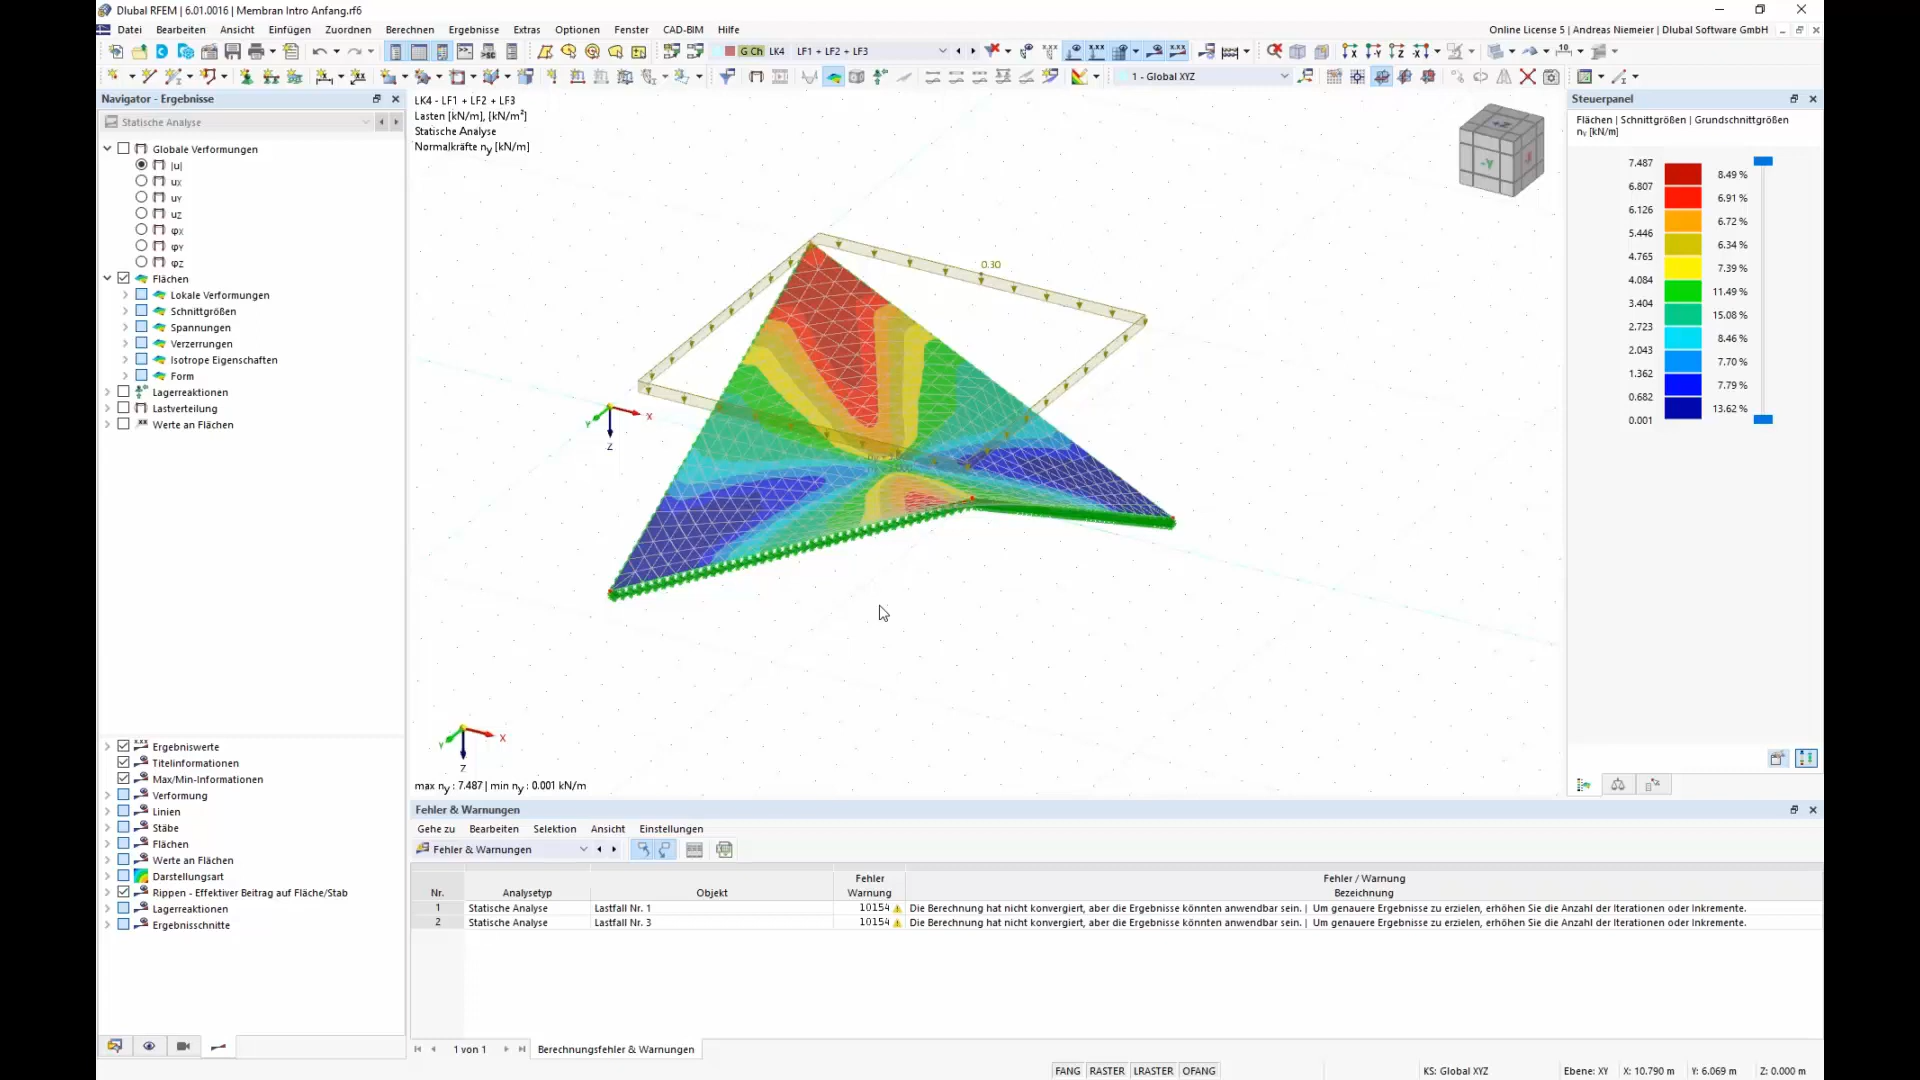 Dlubal RFEM | 6.01.0016 | Membran Intro Anfang.rf6
Datei Bearbeiten Ansicht Einfügen Zuordnen Berechnen Ergebnisse Extras Optionen Fenster CAD-BIM Hilfe
Online License 5 | Andreas Niemeier | Dlubal Software GmbH
G Ch LK4 LF1 + LF2 + LF3
1 - Global XYZ
Navigator - Ergebnisse
Statische Analyse
Globale Verformungen
|u|
uX
uY
uZ
φX
φY
φZ
Flächen
Lokale Verformungen
Schnittgrößen
Spannungen
Verzerrungen
Isotrope Eigenschaften
Form
Lagerreaktionen
Lastverteilung
Werte an Flächen
Ergebniswerte
Titelinformationen
Max/Min-Informationen
Verformung
Linien
Stäbe
Flächen
Werte an Flächen
Darstellungsart
Rippen - Effektiver Beitrag auf Fläche/Stab
Lagerreaktionen
Ergebnisschnitte
LK4 - LF1 + LF2 + LF3
Lasten [kN/m], [kN/m²]
Statische Analyse
Normalkräfte ny [kN/m]
0.30
X
Y
Z
+Z
-Y
X
Y
Z
max ny : 7.487 | min ny : 0.001 kN/m
Steuerpanel
Flächen | Schnittgrößen | Grundschnittgrößen
ny [kN/m]
7.487
8.49 %
6.807
6.91 %
6.126
6.72 %
5.446
6.34 %
4.765
7.39 %
4.084
11.49 %
3.404
15.08 %
2.723
8.46 %
2.043
7.70 %
1.362
7.79 %
0.682
13.62 %
0.001
Fehler & Warnungen
Gehe zu Bearbeiten Selektion Ansicht Einstellungen
Fehler & Warnungen
Nr. Analysetyp Objekt Fehler Warnung Fehler / Warnung Bezeichnung
1 Statische Analyse Lastfall Nr. 1 10154 Die Berechnung hat nicht konvergiert, aber die Ergebnisse könnten anwendbar sein. | Um genauere Ergebnisse zu erzielen, erhöhen Sie die Anzahl der Iterationen oder Inkremente.
2 Statische Analyse Lastfall Nr. 3 10154 Die Berechnung hat nicht konvergiert, aber die Ergebnisse könnten anwendbar sein. | Um genauere Ergebnisse zu erzielen, erhöhen Sie die Anzahl der Iterationen oder Inkremente.
1 von 1 Berechnungsfehler & Warnungen
FANG RASTER LRASTER OFANG KS: Global XYZ Ebene: XY X: 10.790 m Y: 6.069 m Z: 0.000 m